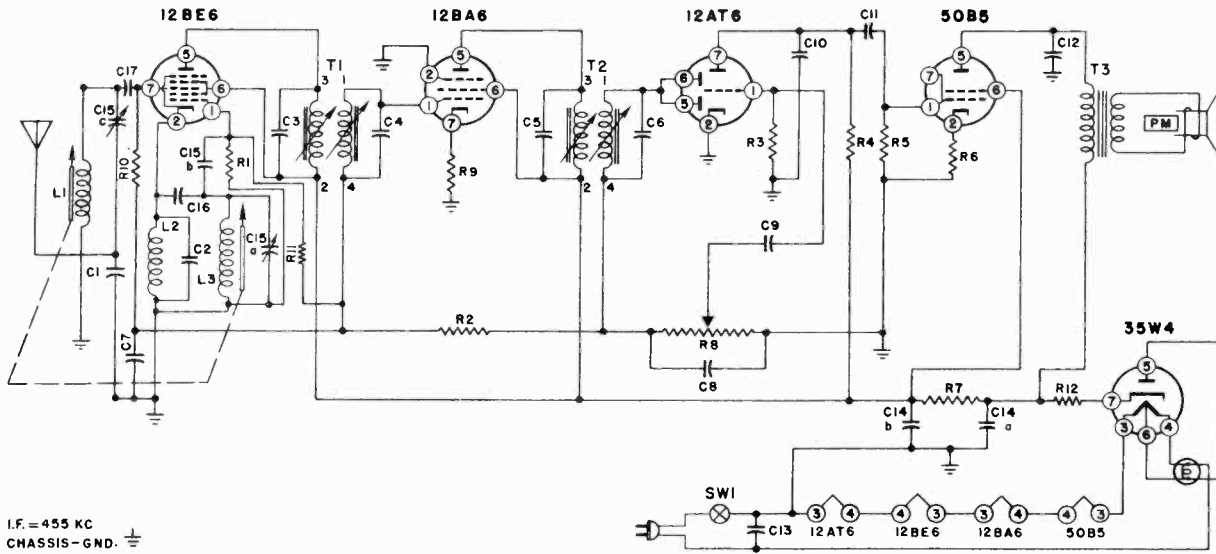 12BE6
12BA6
12AT6
50B5
C17
T1
T2
C11
C10
C12
T3
5
7
6
2
1
3
4
C15
c
R10
C15
b
R1
C3
C4
2
1
5
6
7
R9
C5
C6
3
2
4
7
6
5
1
2
R3
R4
R5
5
7
1
6
2
R6
PM
L1
C16
L2
C2
L3
C15
a
R11
C9
C1
C7
R2
R8
C8
35W4
5
7
3
6
4
R7
R12
C14
b
C14
a
SW1
C13
3 4 4 3 3 4 4 3
12AT6 12BE6 12BA6 50B5
I.F. = 455 KC
CHASSIS-GND.